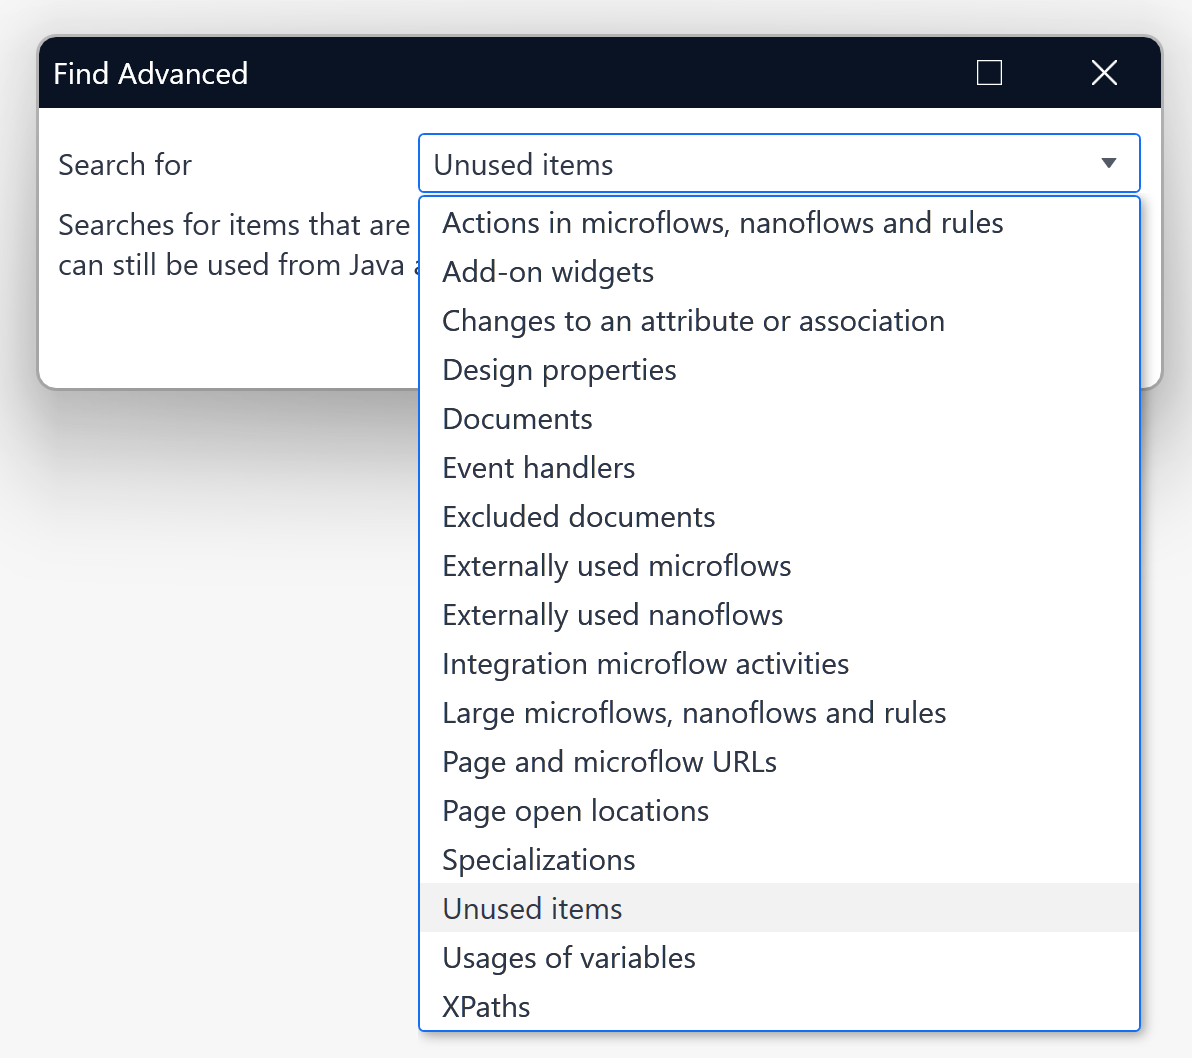 Find Advanced
Search for
Unused items
Searches for items that are
can still be used from Java
Actions in microflows, nanoflows and rules
Add-on widgets
Changes to an attribute or association
Design properties
Documents
Event handlers
Excluded documents
Externally used microflows
Externally used nanoflows
Integration microflow activities
Large microflows, nanoflows and rules
Page and microflow URLs
Page open locations
Specializations
Unused items
Usages of variables
XPaths